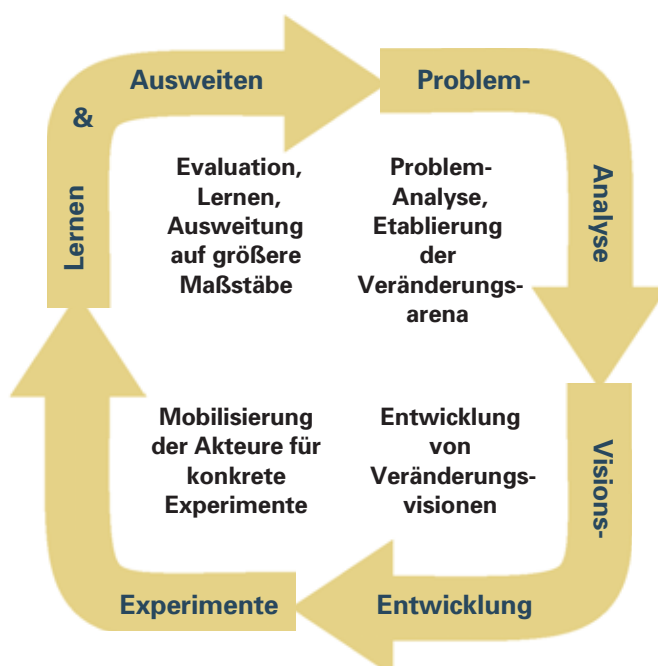 Ausweiten
&
Lernen
Problem-
Analyse
Evaluation,
Lernen,
Ausweitung
auf größere
Maßstäbe
Problem-
Analyse,
Etablierung
der
Veränderungs-
arena
Mobilisierung
der Akteure für
konkrete
Experimente
Entwicklung
von
Veränderungs-
visionen
Visions-
Entwicklung
Experimente